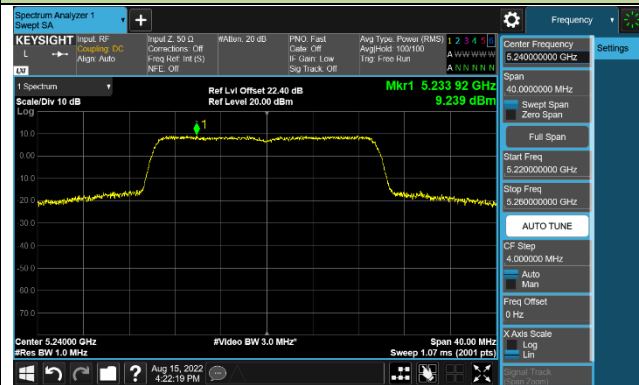 Spectrum Analyzer 1
Swept SA
+
Frequency
KEYSIGHT
L
LXI
Input: RF
Coupling: DC
Align: Auto
Input Z: 50 Ω
Corrections: Off
Freq Ref: Int (S)
NFE: Off
#Atten: 20 dB
PNO: Fast
Gate: Off
IF Gain: Low
Sig Track: Off
Avg Type: Power (RMS)
Avg|Hold: 100/100
Trig: Free Run
1 2 3 4 5 6
A W W W W W
A N N N N N
1 Spectrum
Scale/Div 10 dB
Log
Ref Lvl Offset 22.40 dB
Ref Level 20.00 dBm
Mkr1 5.233 92 GHz
9.239 dBm
1
10.0
0.00
-10.0
-20.0
-30.0
-40.0
-50.0
-60.0
-70.0
Center 5.24000 GHz
#Res BW 1.0 MHz
#Video BW 3.0 MHz*
Span 40.00 MHz
Sweep 1.07 ms (2001 pts)
Aug 15, 2022
4:22:19 PM
Center Frequency
5.240000000 GHz
Settings
Span
40.0000000 MHz
Swept Span
Zero Span
Full Span
Start Freq
5.220000000 GHz
Stop Freq
5.260000000 GHz
AUTO TUNE
CF Step
4.000000 MHz
Auto
Man
Freq Offset
0 Hz
X Axis Scale
Log
Lin
Signal Track
(Span Zoom)